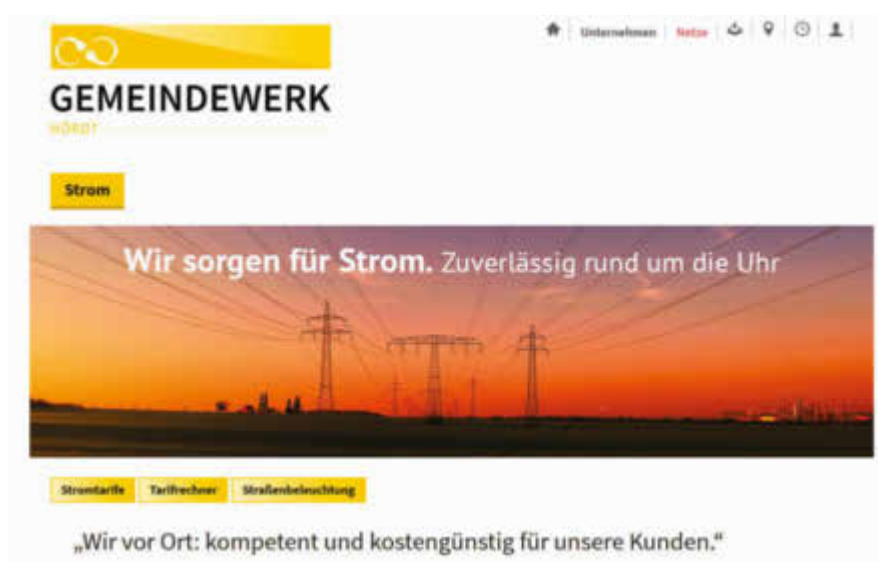 Unternehmen Netze
GEMEINDEWERK
HÖRDT
Strom
Wir sorgen für Strom. Zuverlässig rund um die Uhr
Stromtarife Tarifrechner Straßenbeleuchtung
„Wir vor Ort: kompetent und kostengünstig für unsere Kunden.“